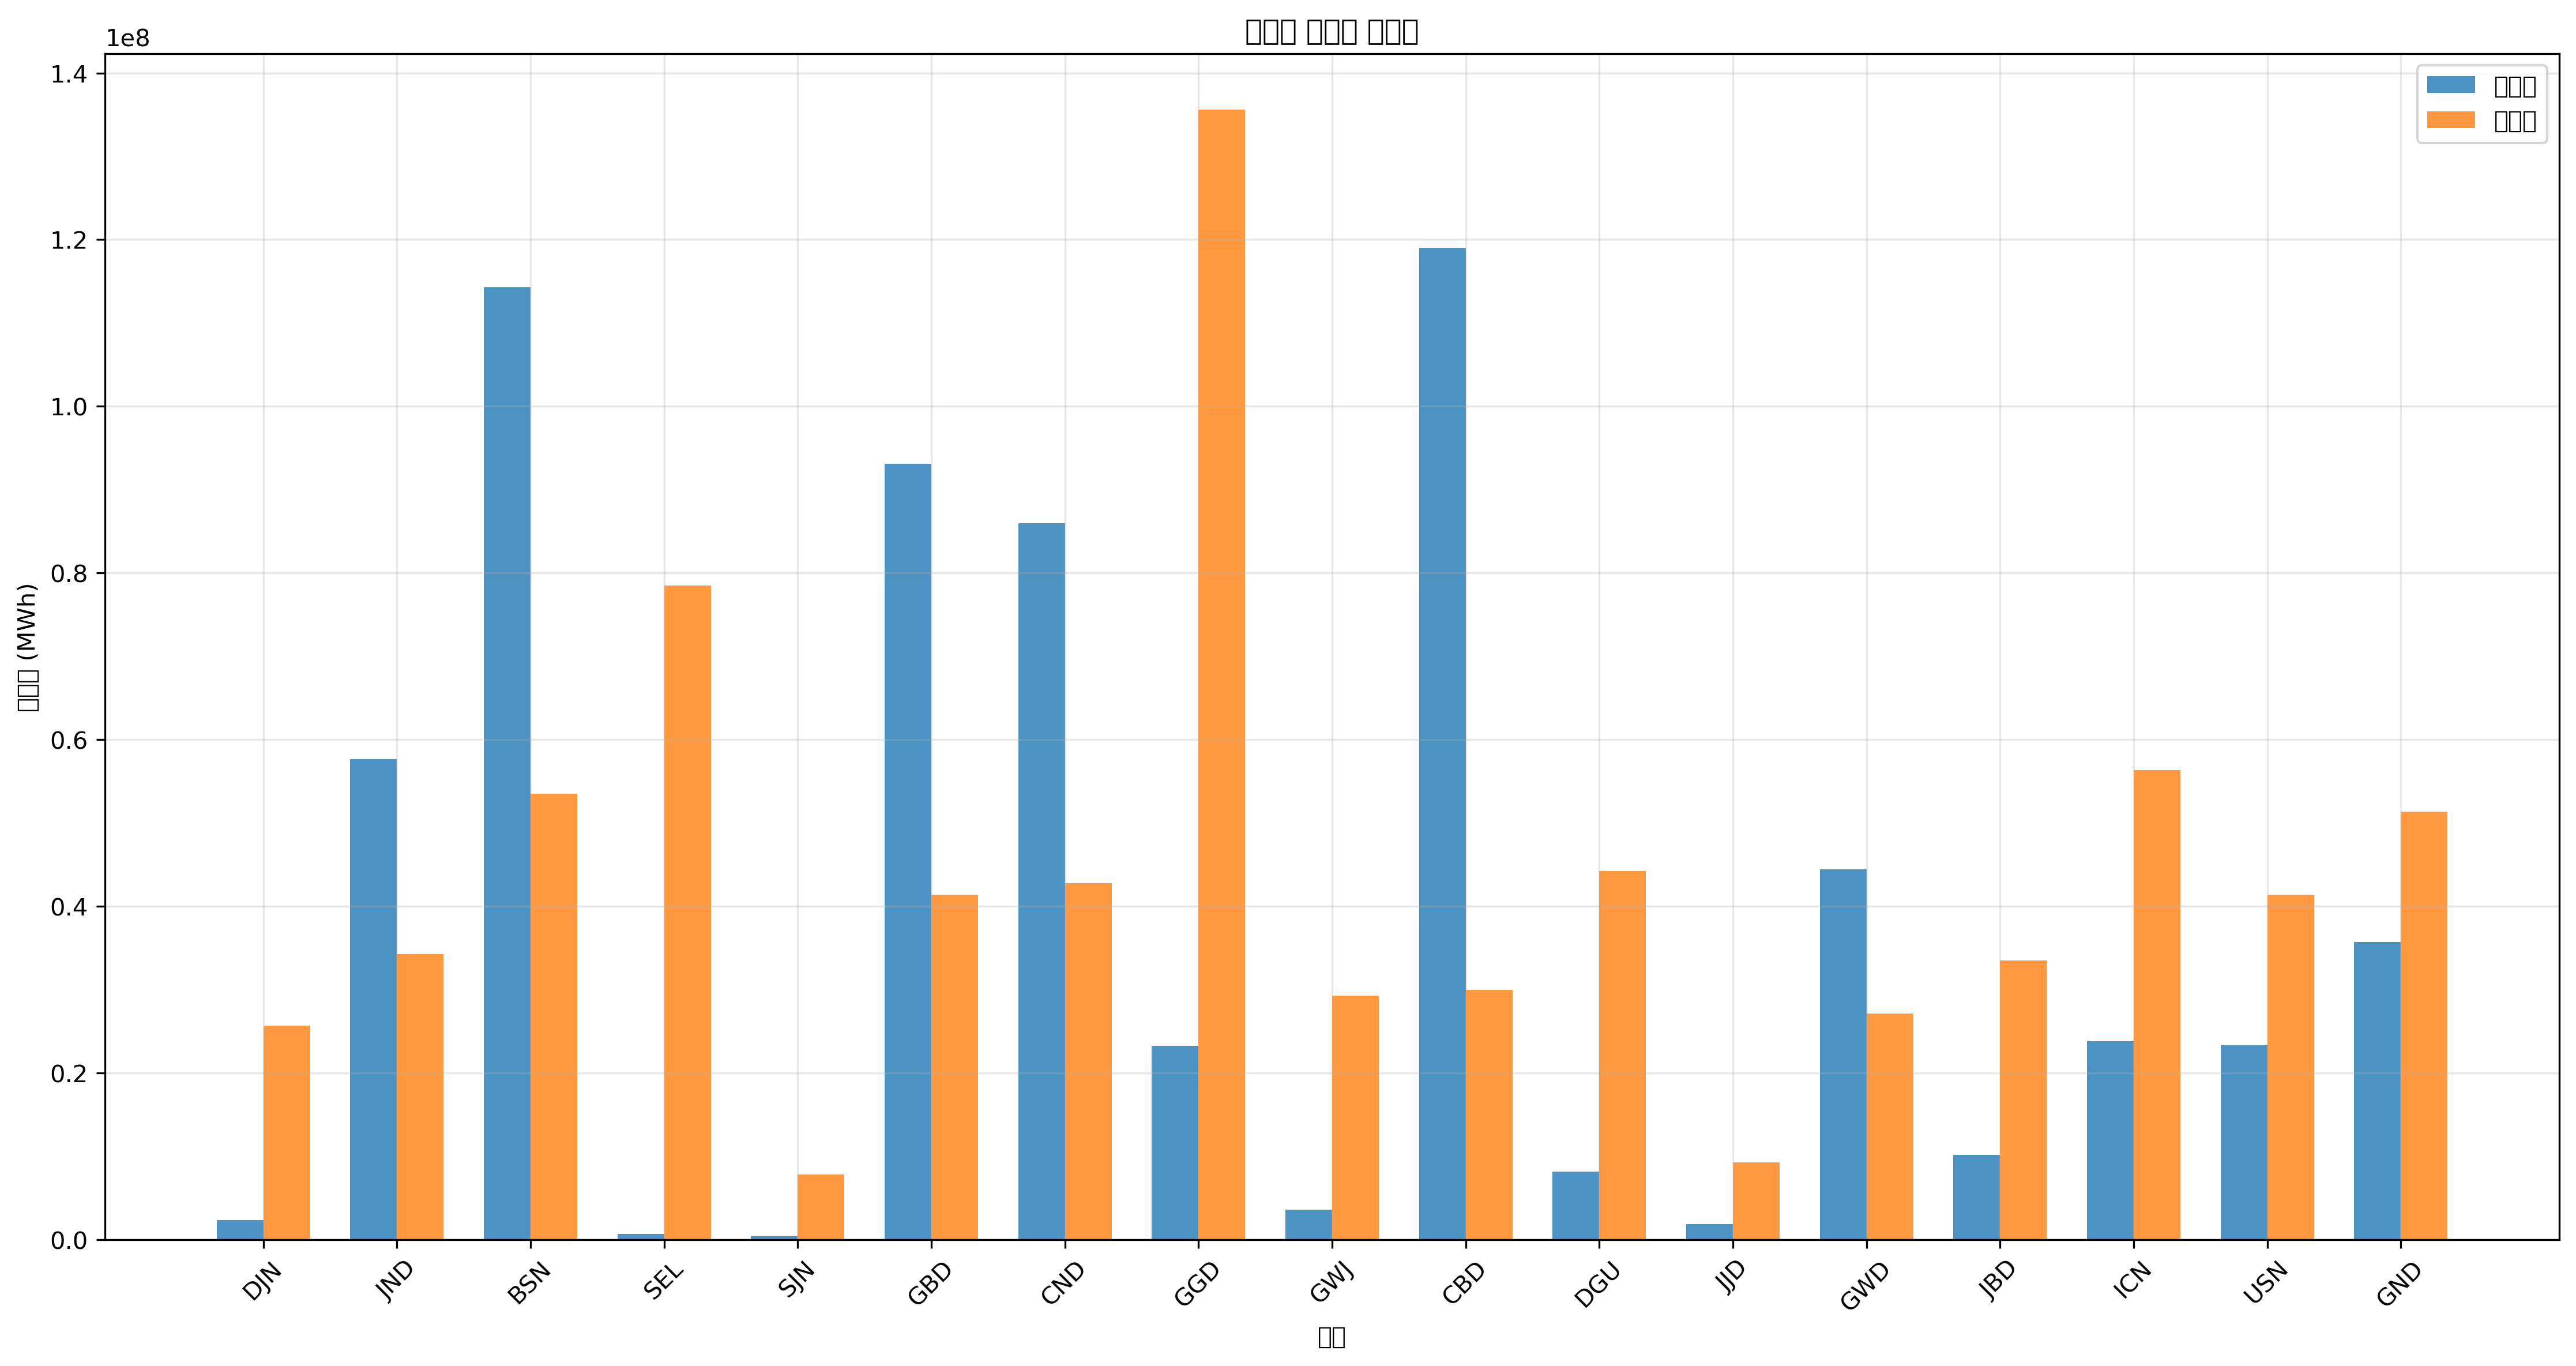 1e8
1.4
1.2
1.0
0.8
0.6
0.4
0.2
0.0
(MWh)
DJN JND BSN SEL SJN GBD CND GGD GWJ CBD DGU JJD GWD JBD ICN USN GND